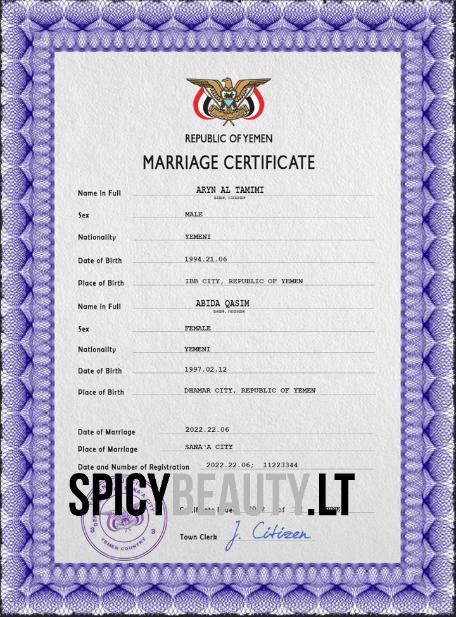 REPUBLIC OF YEMEN
MARRIAGE CERTIFICATE
Name in Full ARYN AL TAMIMI
Sex MALE
Nationality YEMENI
Date of Birth 1994.21.06
Place of Birth IBB CITY, REPUBLIC OF YEMEN
Name in Full ABIDA QASIM
Sex FEMALE
Nationality YEMENI
Date of Birth 1997.02.12
Place of Birth DHAMAR CITY, REPUBLIC OF YEMEN
Date of Marriage 2022.22.06
Place of Marriage SANA'A CITY
Date and Number of Registration 2022.22.06; 11223344
SPICYBEAUTY.LT
YEMEN COUNTRY
Town Clerk J. Citizen